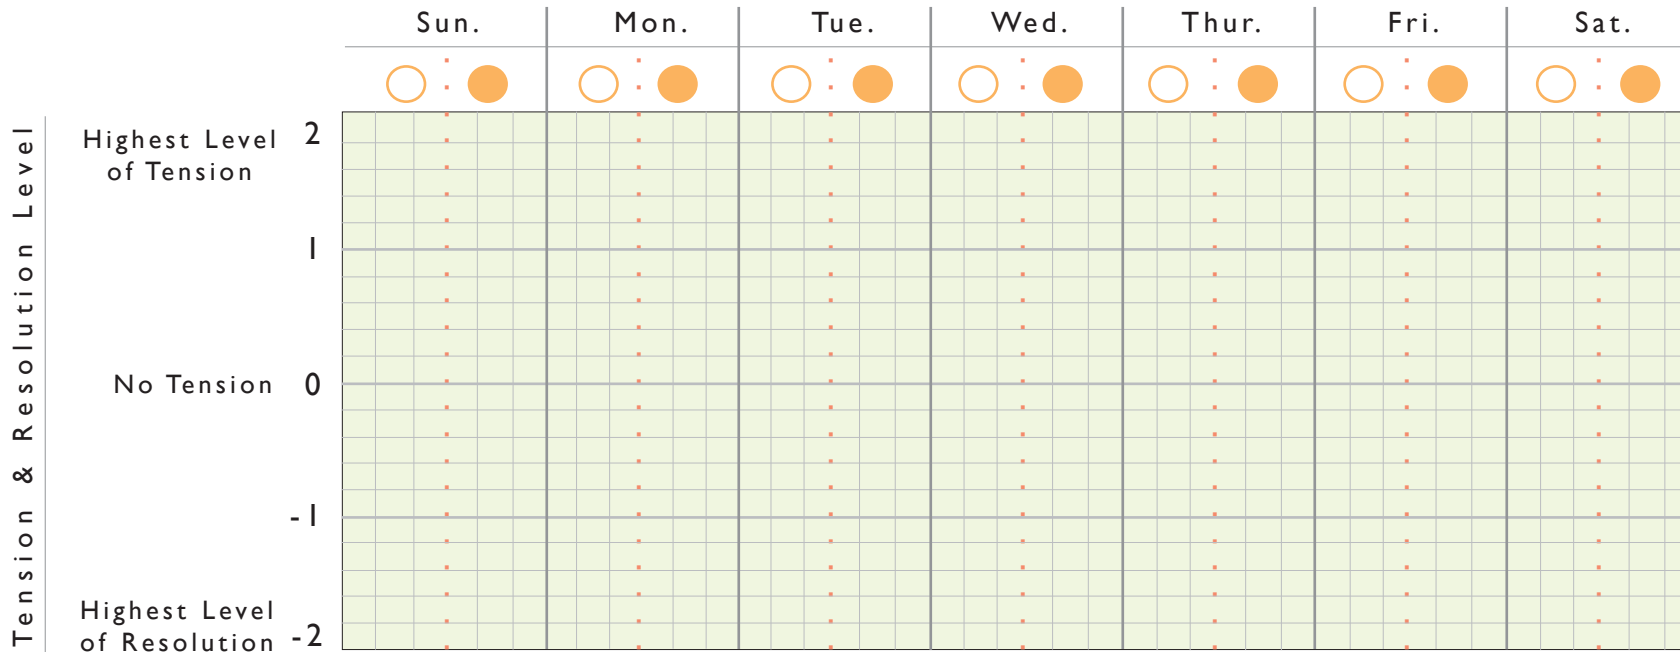 Sun. Mon. Tue. Wed. Thur. Fri. Sat.
Tension & Resolution Level
Highest Level
of Tension
2
1
No Tension 0
-1
Highest Level
of Resolution
-2